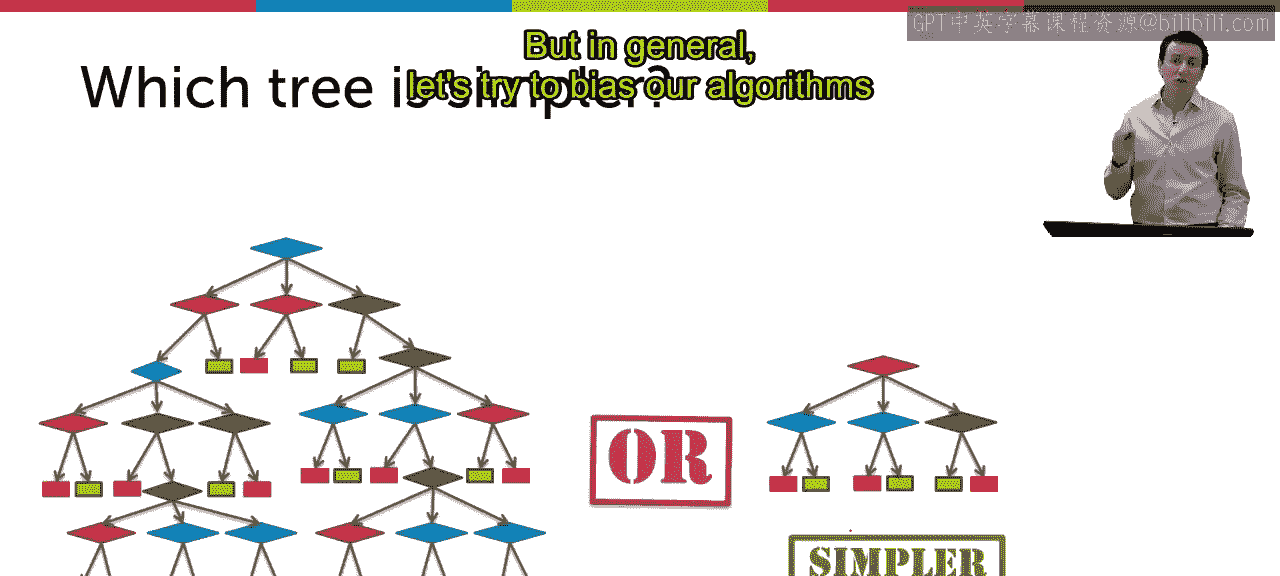 GPT中英字幕课程资源@bilibili.com
But in general,
let's try to bias our algorithms
Which tree is simpler?
OR
SIMPLER